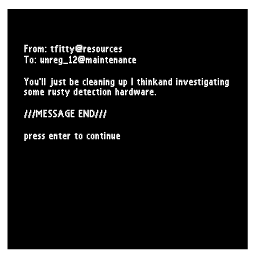 From: tfitty@resources
To: unreg_12@maintenance
You'll just be cleaning up I thinkand investigating
some rusty detection hardware.
///MESSAGE END///
press enter to continue